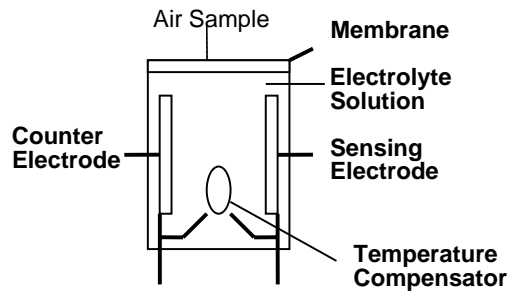 Air Sample
Membrane
Electrolyte
Solution
Counter
Electrode
Sensing
Electrode
Temperature
Compensator